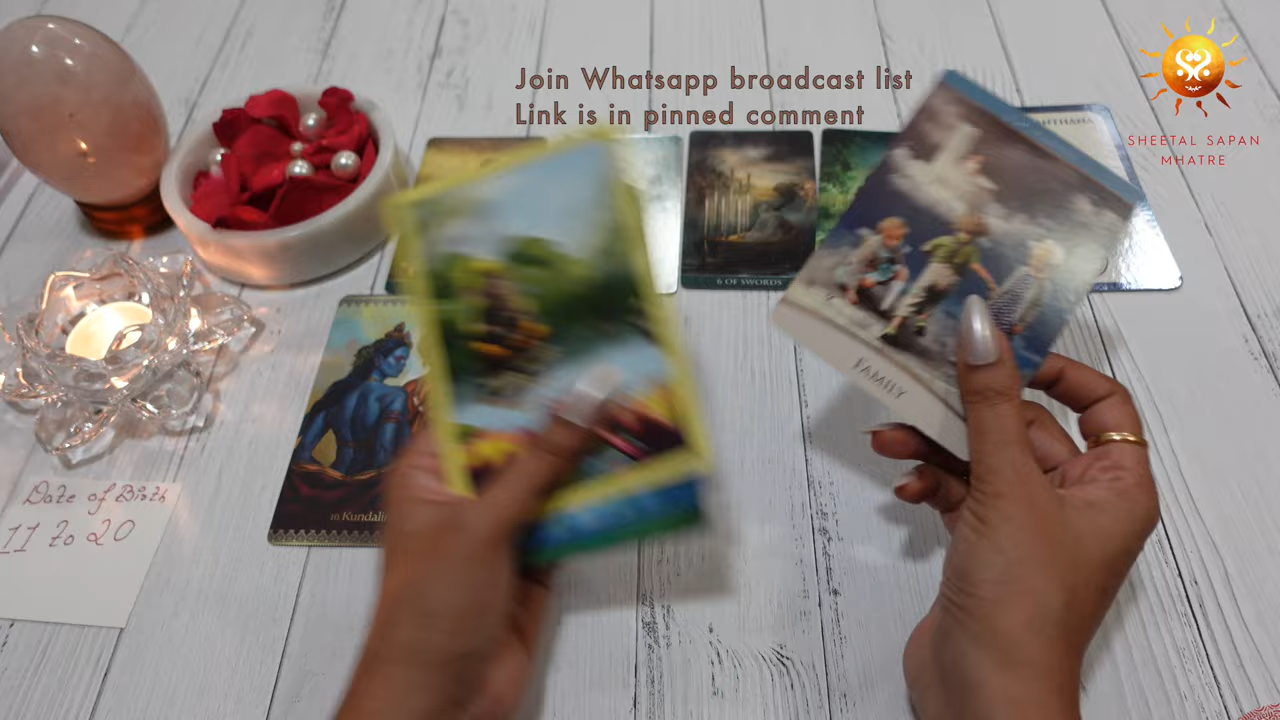 Join Whatsapp broadcast list
Link is in pinned comment
SHEETAL SAPAN
MHATRE
6 OF SWORDS
FAMILY
Date of Birth
11 to 20